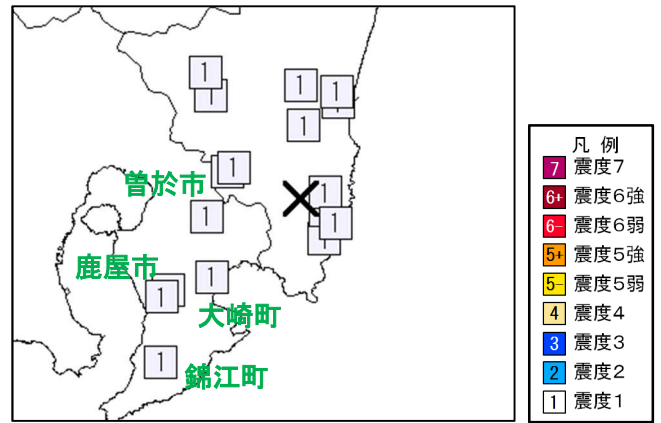 1
1
1
1
1
1
曽於市
1
1
1
1
鹿屋市
1
1
大崎町
1
錦江町
凡 例
7 震度7
6+ 震度6強
6- 震度6弱
5+ 震度5強
5- 震度5弱
4 震度4
3 震度3
2 震度2
1 震度1